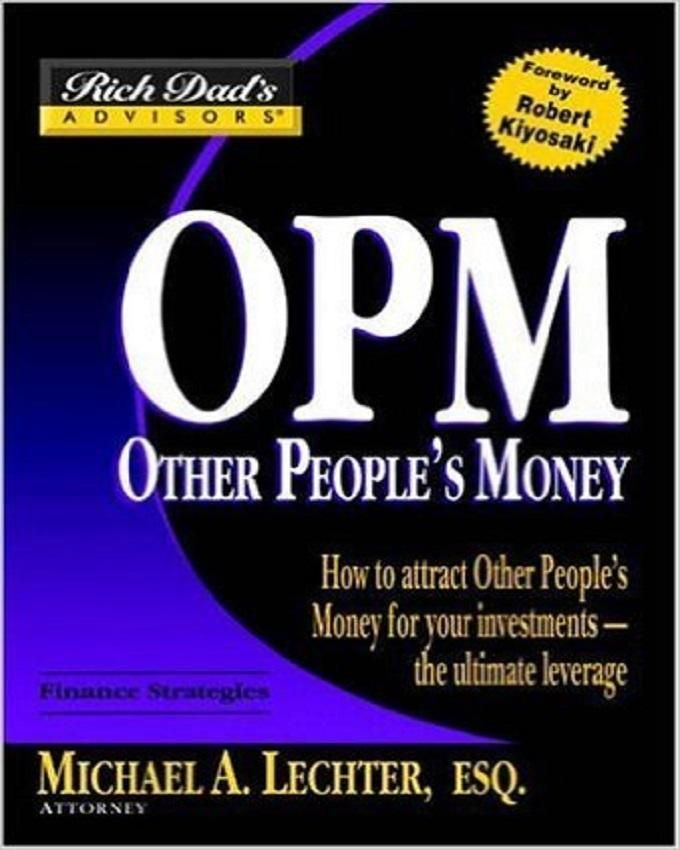 Rich Dad's
ADVISORS®
Foreword
by
Robert
Kiyosaki
OPM
OTHER PEOPLE'S MONEY
How to attract Other People's
Money for your investments —
the ultimate leverage
Finance Strategies
MICHAEL A. LECHTER, ESQ.
ATTORNEY